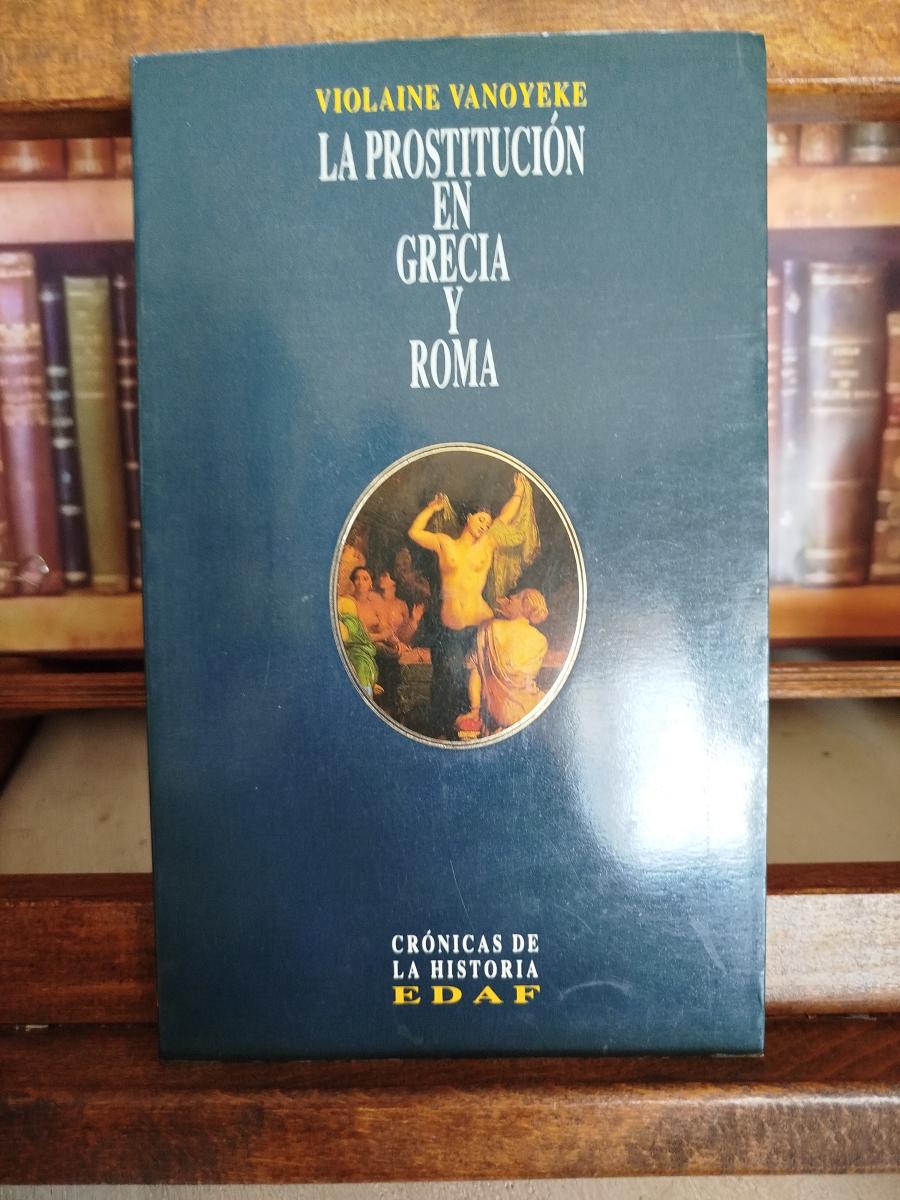 VIOLAINE VANOYEKE
LA PROSTITUCIÓN
EN
GRECIA
Y
ROMA
CRÓNICAS DE
LA HISTORIA
EDAF